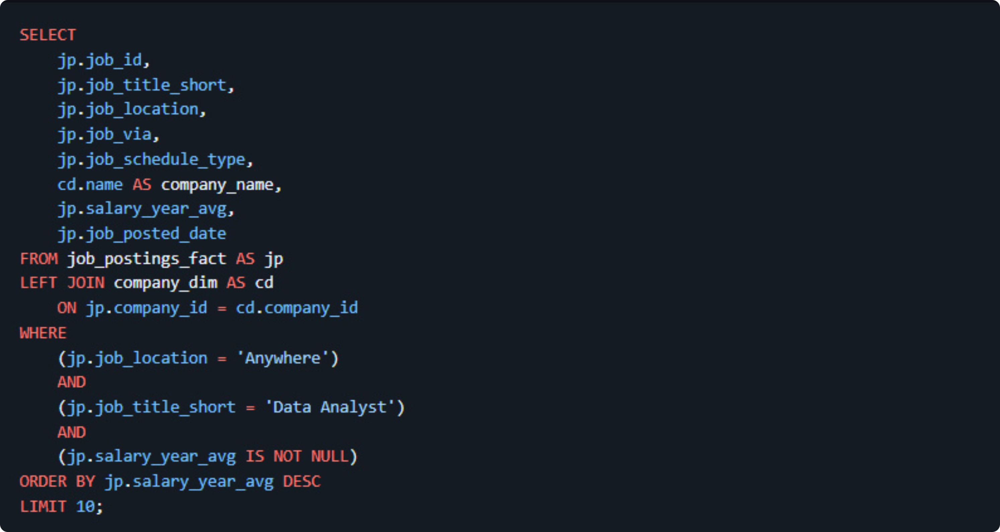 SELECT
    jp.job_id,
    jp.job_title_short,
    jp.job_location,
    jp.job_via,
    jp.job_schedule_type,
    cd.name AS company_name,
    jp.salary_year_avg,
    jp.job_posted_date
FROM job_postings_fact AS jp
LEFT JOIN company_dim AS cd
    ON jp.company_id = cd.company_id
WHERE
    (jp.job_location = 'Anywhere')
    AND
    (jp.job_title_short = 'Data Analyst')
    AND
    (jp.salary_year_avg IS NOT NULL)
ORDER BY jp.salary_year_avg DESC
LIMIT 10;